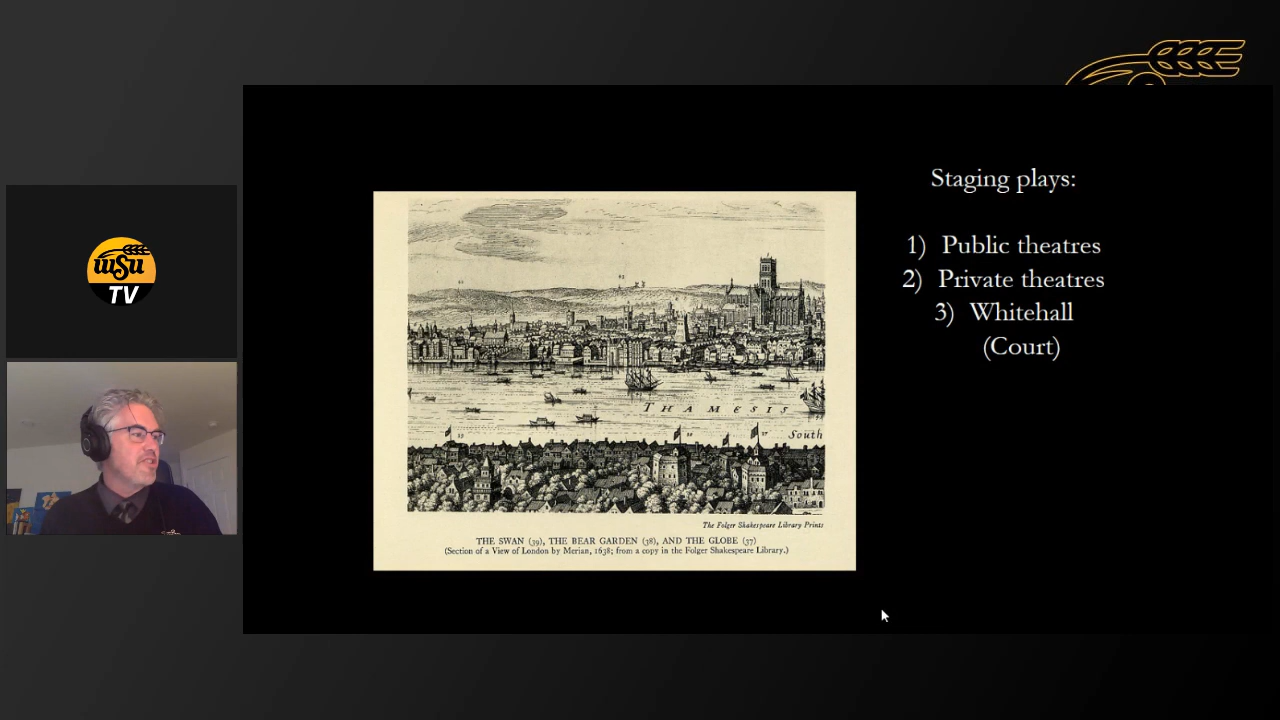 Staging plays:
1) Public theatres
2) Private theatres
3) Whitehall
(Court)
WSU
TV
THAMESIS
South
The Folger Shakespeare Library Prints
THE SWAN (39), THE BEAR GARDEN (38), AND THE GLOBE (37)
(Section of a View of London by Merian, 1638; from a copy in the Folger Shakespeare Library.)